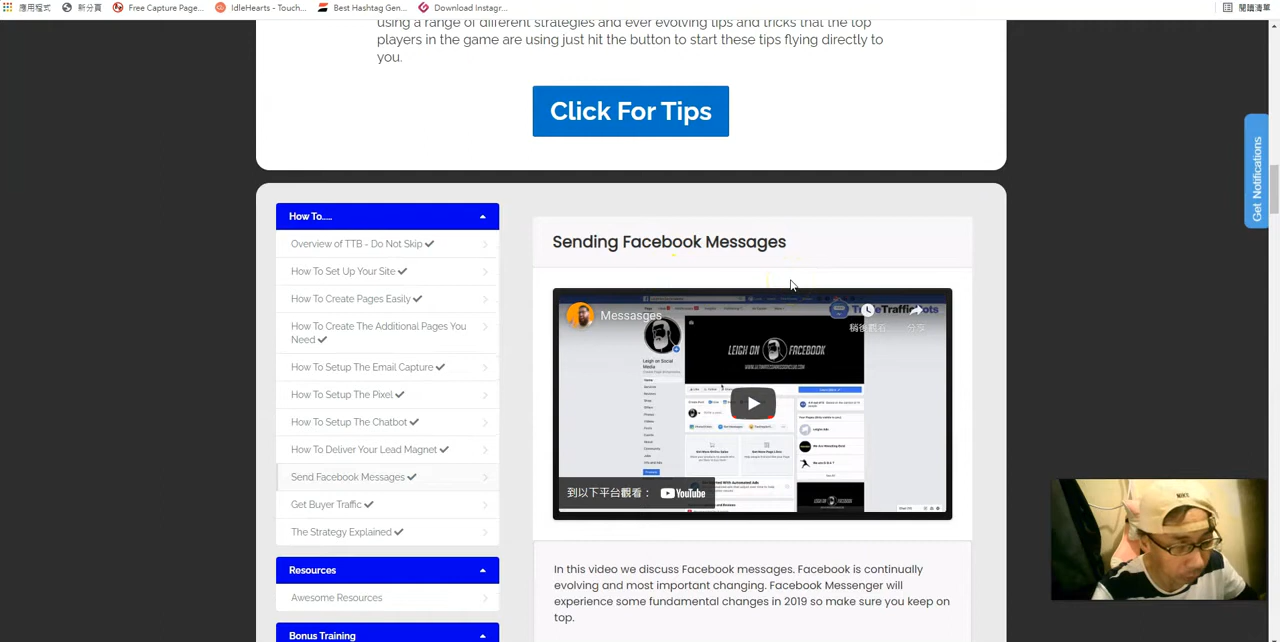 應用程式
新分頁
Free Capture Page...
IdleHearts - Touch...
Best Hashtag Gen...
Download Instagr...
閱讀清單
using a range of different strategies and ever evolving tips and tricks that the top
players in the game are using just hit the button to start these tips flying directly to
you.
Click For Tips
Get Notifications
How To.....
Overview of TTB - Do Not Skip
How To Set Up Your Site
How To Create Pages Easily
How To Create The Additional Pages You
Need
How To Setup The Email Capture
How To Setup The Pixel
How To Setup The Chatbot
How To Deliver Your Lead Magnet
Send Facebook Messages
Get Buyer Traffic
The Strategy Explained
Resources
Awesome Resources
Bonus Training
Sending Facebook Messages
Messasges
稍後觀看
分享
LEIGH ON
FACEBOOK
Leigh on Social
Media
到以下平台觀看：
YouTube
In this video we discuss Facebook messages. Facebook is continually
evolving and most important changing. Facebook Messenger will
experience some fundamental changes in 2019 so make sure you keep on
top.